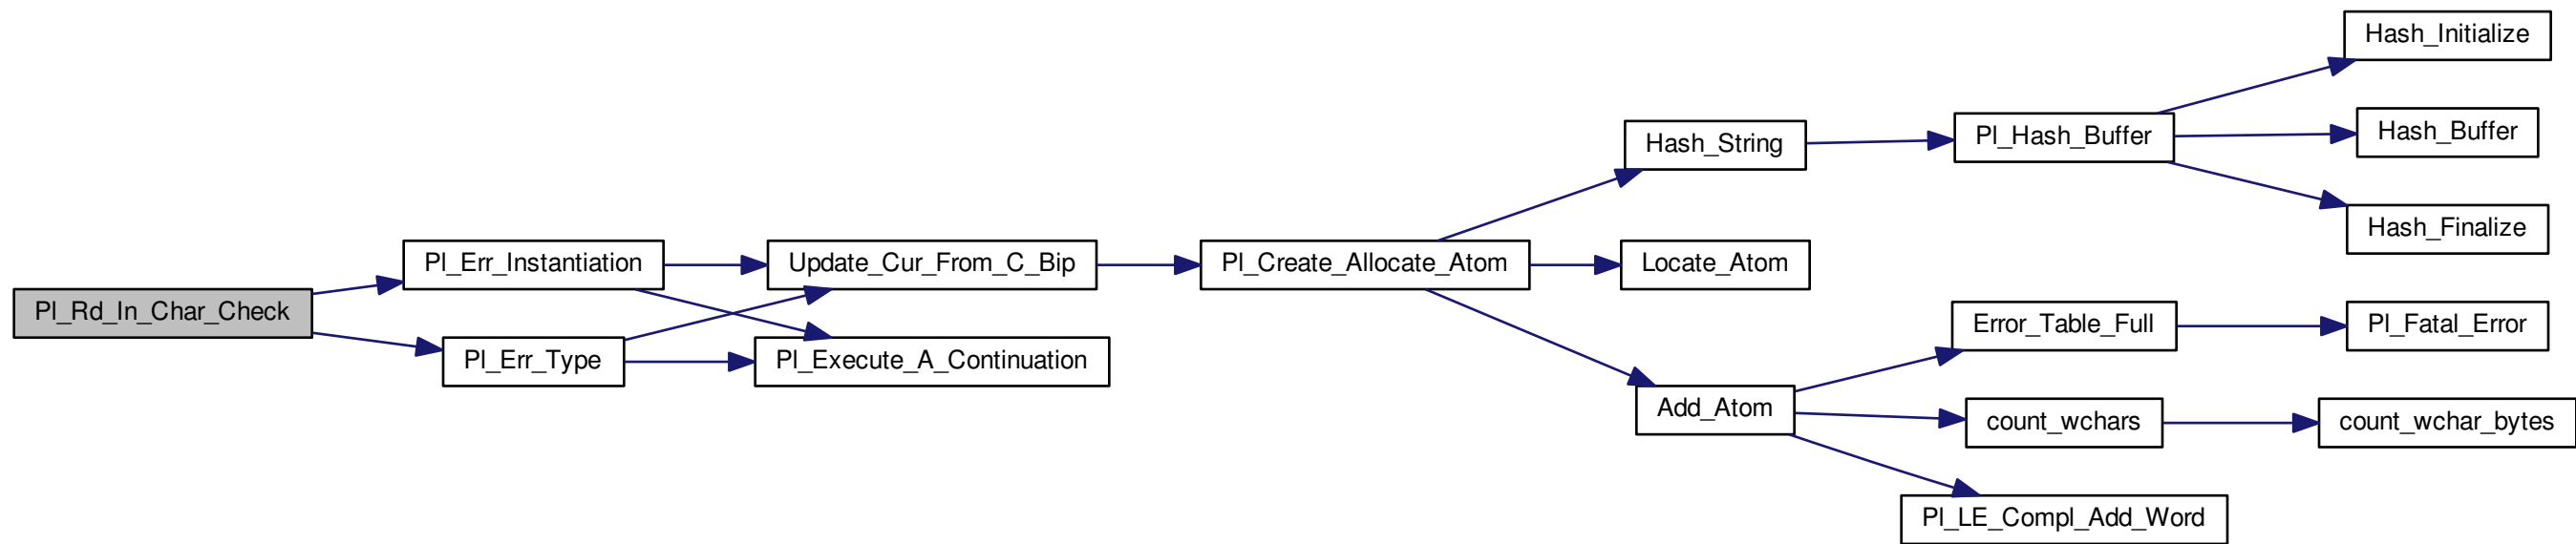 Pl_Rd_In_Char_Check
Pl_Err_Instantiation
Pl_Err_Type
Update_Cur_From_C_Bip
Pl_Execute_A_Continuation
Pl_Create_Allocate_Atom
Hash_String
Locate_Atom
Add_Atom
Pl_Hash_Buffer
Error_Table_Full
count_wchars
Pl_LE_Compl_Add_Word
Hash_Initialize
Hash_Buffer
Hash_Finalize
Pl_Fatal_Error
count_wchar_bytes